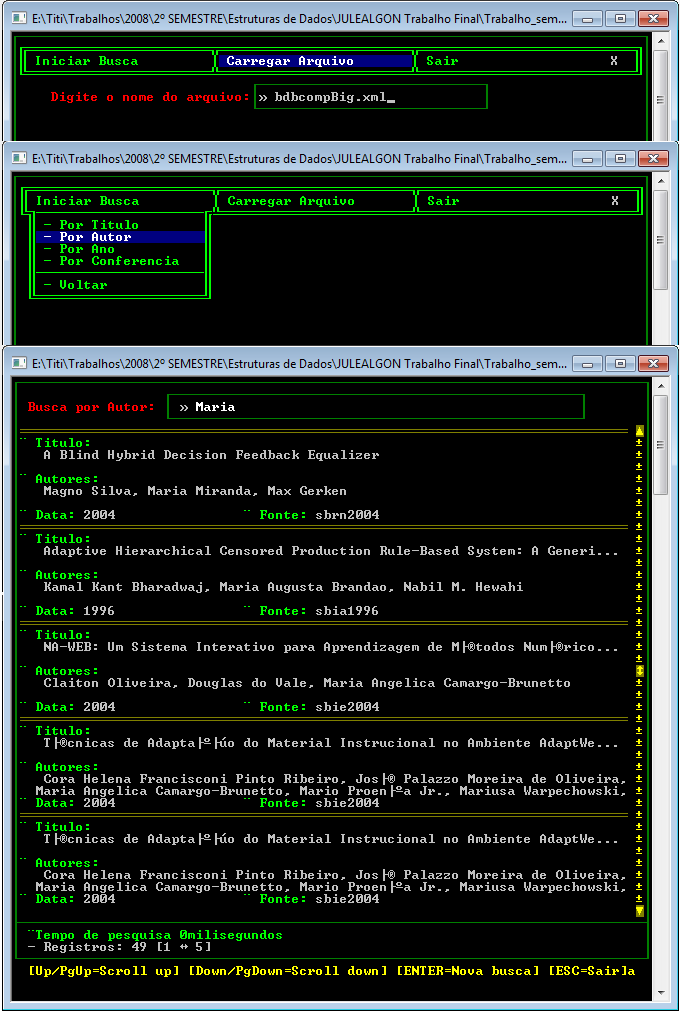 E:\Titi\Trabalhos\2008\2º SEMESTRE\Estruturas de Dados\JULEALGON Trabalho Final\Trabalho_sem...
Iniciar Busca Carregar Arquivo Sair X
Digite o nome do arquivo: » bdbcompBig.xml_
E:\Titi\Trabalhos\2008\2º SEMESTRE\Estruturas de Dados\JULEALGON Trabalho Final\Trabalho_sem...
Iniciar Busca Carregar Arquivo Sair X
- Por Titulo
- Por Autor
- Por Ano
- Por Conferencia
- Voltar
E:\Titi\Trabalhos\2008\2º SEMESTRE\Estruturas de Dados\JULEALGON Trabalho Final\Trabalho_sem...
Busca por Autor: » Maria
¨ Titulo:
A Blind Hybrid Decision Feedback Equalizer
¨ Autores:
Magno Silva, Maria Miranda, Max Gerken
¨ Data: 2004 ¨ Fonte: sbrn2004
¨ Titulo:
Adaptive Hierarchical Censored Production Rule-Based System: A Generi...
¨ Autores:
Kamal Kant Bharadwaj, Maria Augusta Brandao, Nabil M. Hewahi
¨ Data: 1996 ¨ Fonte: sbia1996
¨ Titulo:
NA-WEB: Um Sistema Interativo para Aprendizagem de M├®todos Num├®rico...
¨ Autores:
Claiton Oliveira, Douglas do Vale, Maria Angelica Camargo-Brunetto
¨ Data: 2004 ¨ Fonte: sbie2004
¨ Titulo:
T├®cnicas de Adapta├º├úo do Material Instrucional no Ambiente AdaptWe...
¨ Autores:
Cora Helena Francisconi Pinto Ribeiro, Jos├® Palazzo Moreira de Oliveira,
Maria Angelica Camargo-Brunetto, Mario Proen├ºa Jr., Mariusa Warpechowski,
¨ Data: 2004 ¨ Fonte: sbie2004
¨ Titulo:
T├®cnicas de Adapta├º├úo do Material Instrucional no Ambiente AdaptWe...
¨ Autores:
Cora Helena Francisconi Pinto Ribeiro, Jos├® Palazzo Moreira de Oliveira,
Maria Angelica Camargo-Brunetto, Mario Proen├ºa Jr., Mariusa Warpechowski,
¨ Data: 2004 ¨ Fonte: sbie2004
¨Tempo de pesquisa 0milisegundos
- Registros: 49 [1 ↔ 5]
[Up/PgUp=Scroll up] [Down/PgDown=Scroll down] [ENTER=Nova busca] [ESC=Sair]a